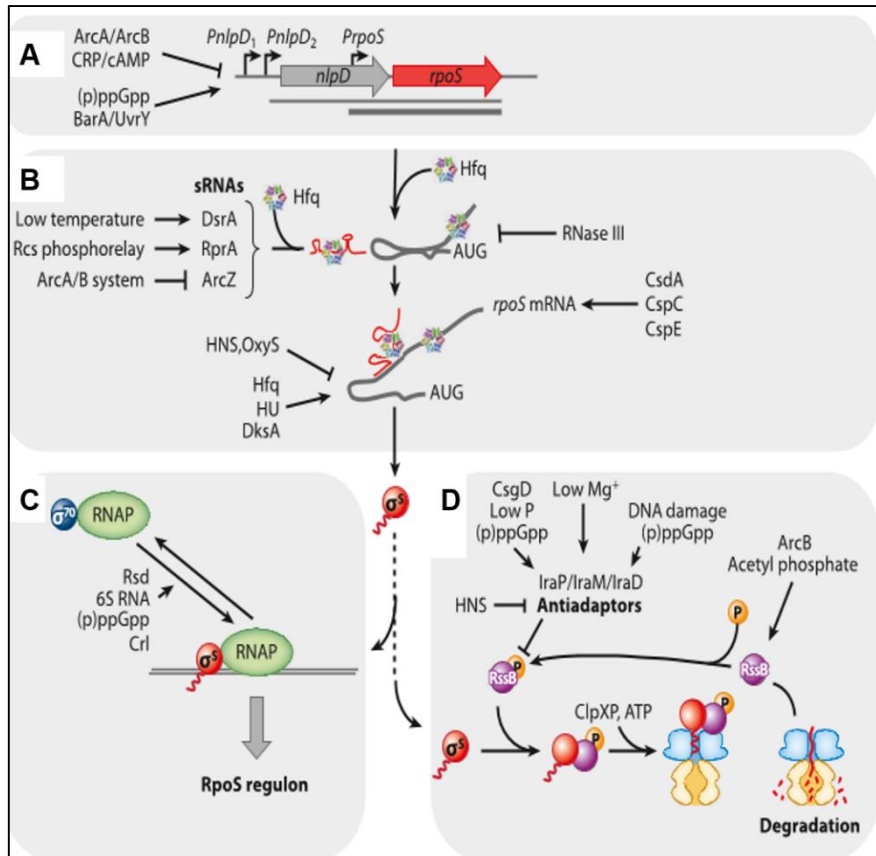 A
ArcA/ArcB
CRP/cAMP
(p)ppGpp
BarA/UvrY
PnlpD₁
PnlpD₂
PrpoS
nlpD
rpoS
B
sRNAs
Hfq
Hfq
Low temperature
DsrA
Rcs phosphorelay
RprA
ArcA/B system
ArcZ
AUG
RNase III
rpoS mRNA
CsdA
CspC
CspE
HNS,OxyS
Hfq
HU
DksA
AUG
σˢ
C
σ⁷⁰
RNAP
Rsd
6S RNA
(p)ppGpp
Crl
σˢ
RNAP
RpoS regulon
D
CsgD
Low P
(p)ppGpp
Low Mg⁺
DNA damage
(p)ppGpp
IraP/IraM/IraD
Antiadaptors
HNS
ArcB
Acetyl phosphate
P
RssB
P
RssB
σˢ
P
ClpXP, ATP
P
Degradation